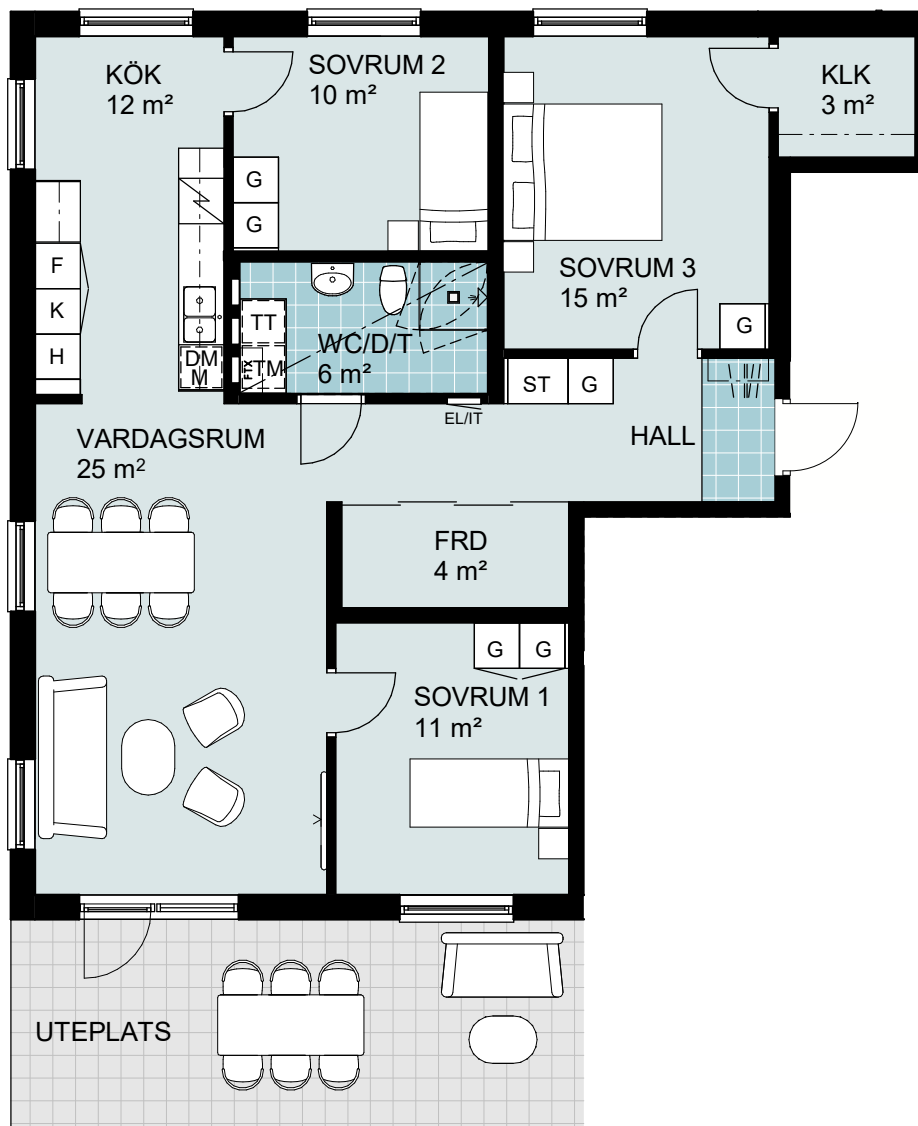 KÖK
12 m²
SOVRUM 2
10 m²
KLK
3 m²
G
G
F
K
H
SOVRUM 3
15 m²
G
TT
WC/D/T
6 m²
FTX
TM
DM
M
ST
G
EL/IT
HALL
VARDAGSRUM
25 m²
FRD
4 m²
G
G
SOVRUM 1
11 m²
UTEPLATS